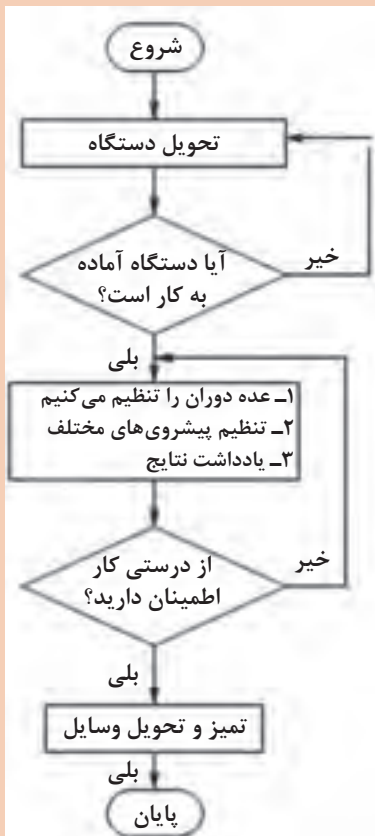 شروع
تحویل دستگاه
آیا دستگاه آماده
به کار است؟
خیر
بلی
۱ـ عده دوران را تنظیم می‌کنیم
۲ـ تنظیم پیشروی‌های مختلف
۳ـ یادداشت نتایج
از درستی کار
اطمینان دارید؟
خیر
بلی
تمیز و تحویل وسایل
بلی
پایان